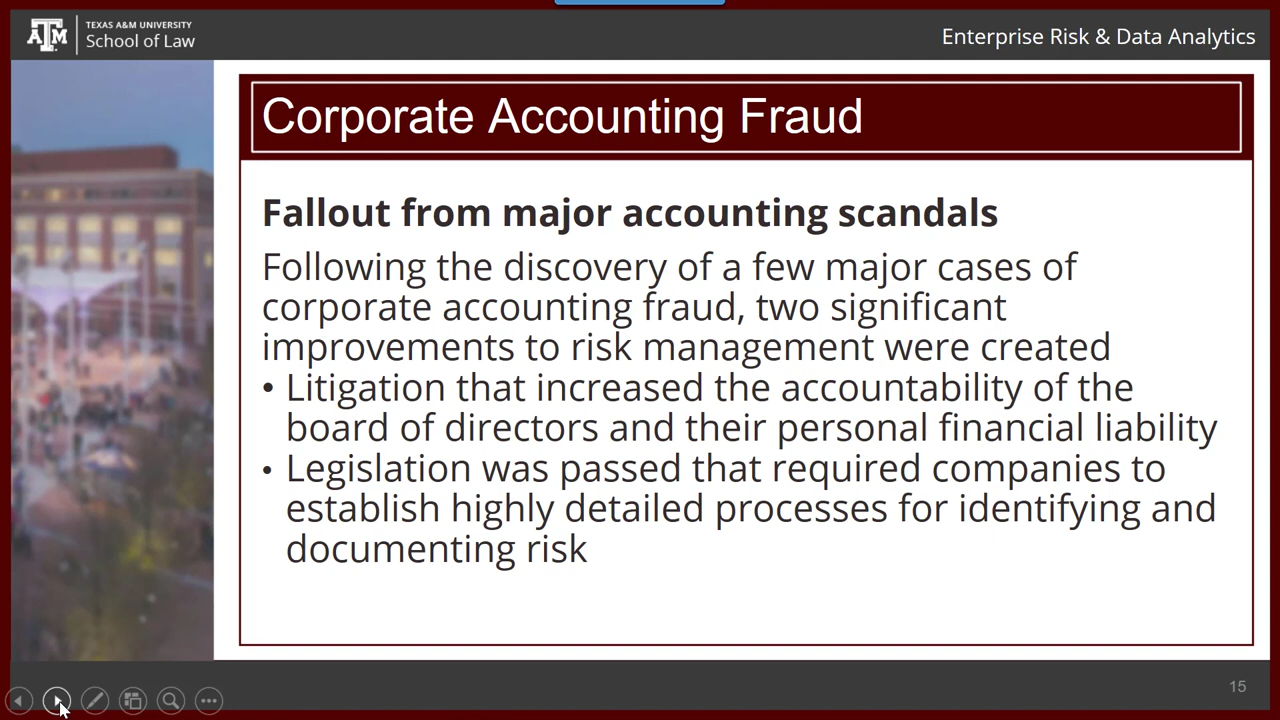 TEXAS A&M UNIVERSITY
School of Law
Enterprise Risk & Data Analytics
Corporate Accounting Fraud
Fallout from major accounting scandals
Following the discovery of a few major cases of
corporate accounting fraud, two significant
improvements to risk management were created
• Litigation that increased the accountability of the
board of directors and their personal financial liability
• Legislation was passed that required companies to
establish highly detailed processes for identifying and
documenting risk
15